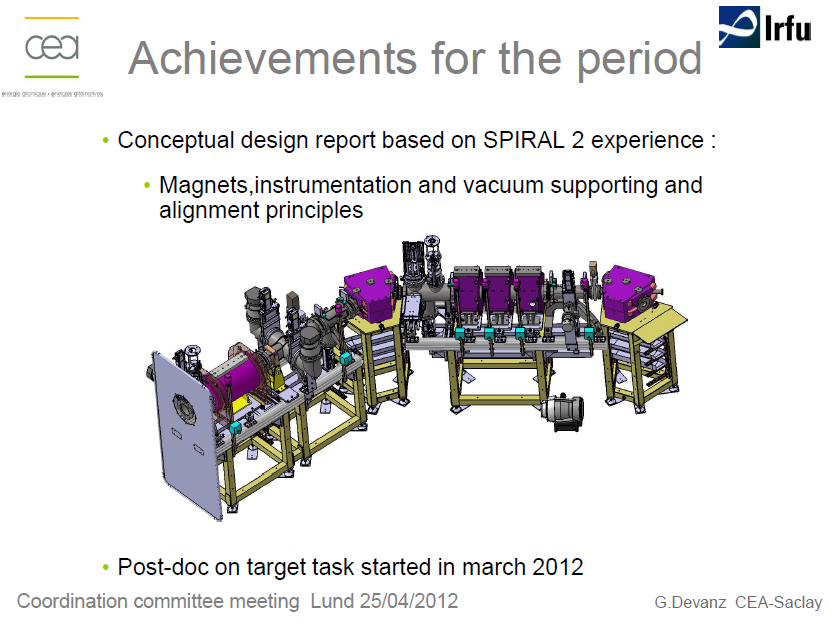 cea
énergie atomique • énergies alternatives
Irfu
Achievements for the period
• Conceptual design report based on SPIRAL 2 experience :
• Magnets,instrumentation and vacuum supporting and
alignment principles
• Post-doc on target task started in march 2012
Coordination committee meeting Lund 25/04/2012
G.Devanz CEA-Saclay